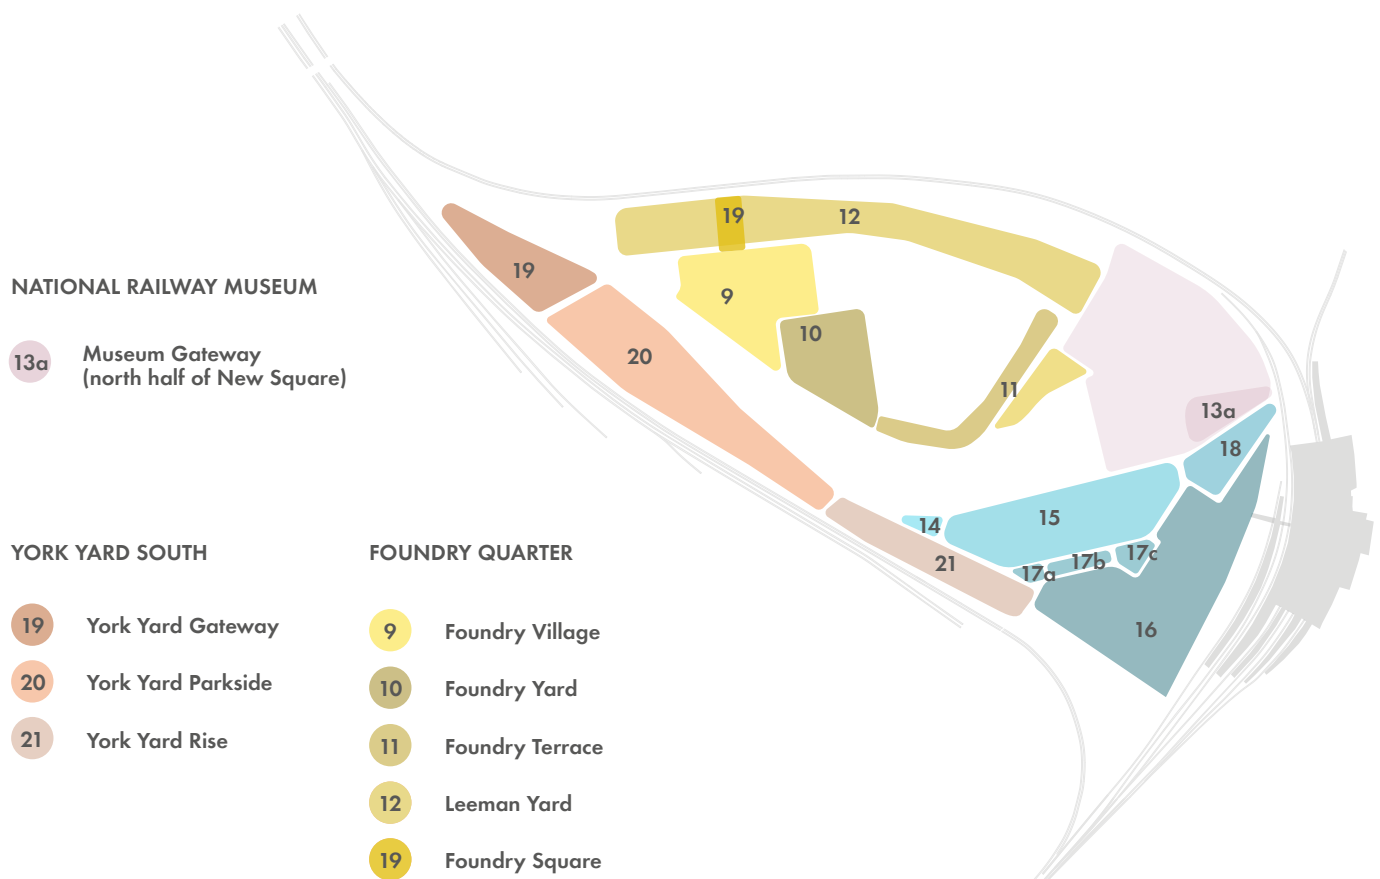 19
12
19
9
NATIONAL RAILWAY MUSEUM
10
13a
Museum Gateway
(north half of New Square)
20
11
13a
18
15
14
YORK YARD SOUTH
FOUNDRY QUARTER
21
17a
17b
17c
16
19 York Yard Gateway
9 Foundry Village
20 York Yard Parkside
10 Foundry Yard
21 York Yard Rise
11 Foundry Terrace
12 Leeman Yard
19 Foundry Square